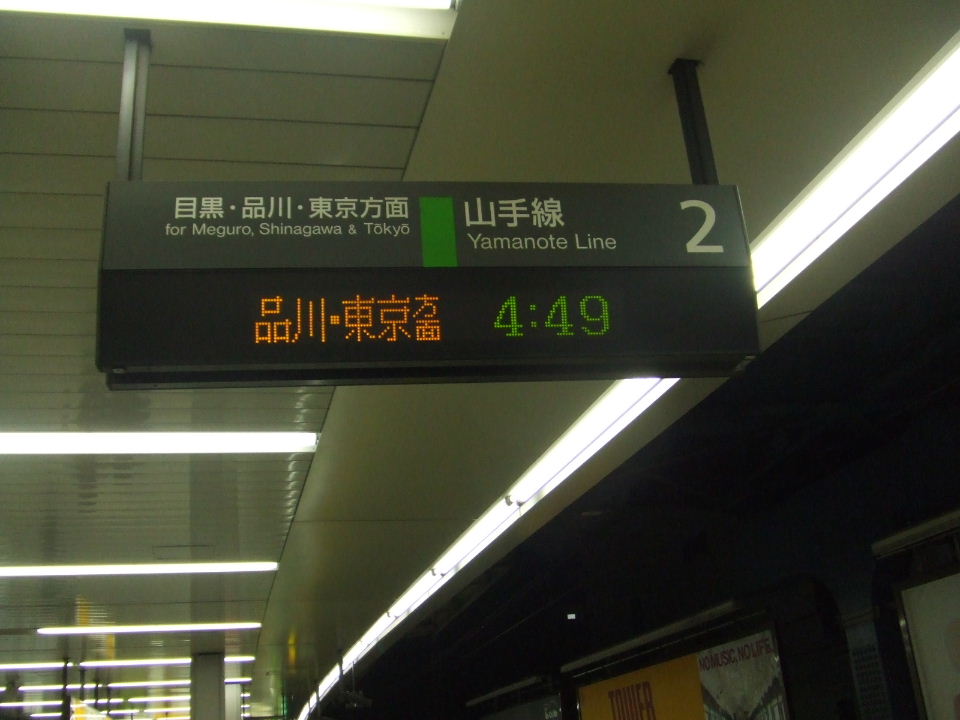 目黒・品川・東京方面
for Meguro, Shinagawa & Tōkyō
山手線
Yamanote Line
2
品川・東京方面 4:49
NO MUSIC, NO LIFE
TOWER